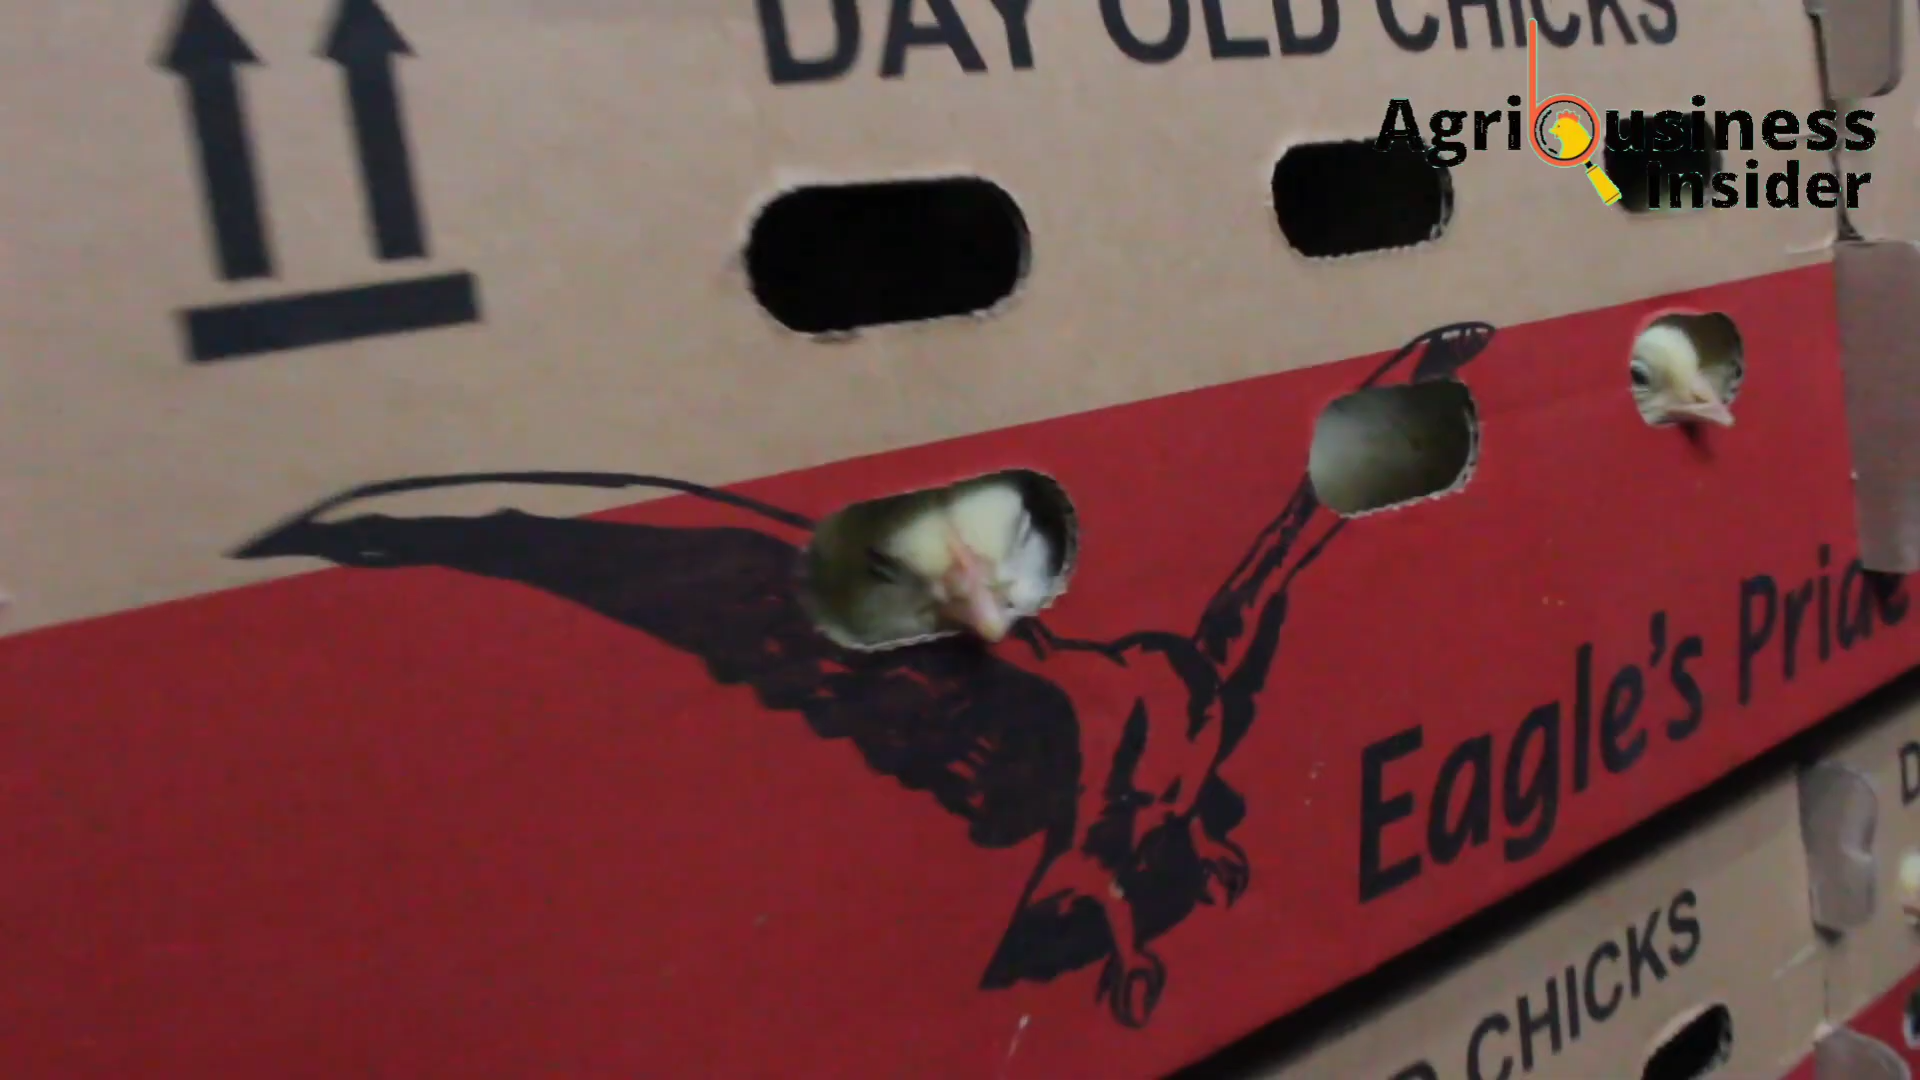 DAY OLD CHICKS
Agribusiness
Insider
Eagle's Pride
CHICKS